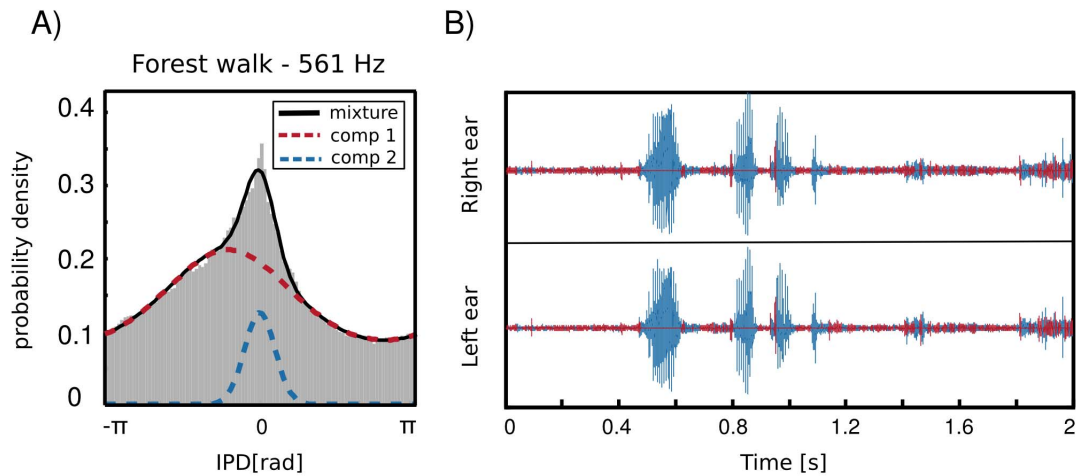 A)
Forest walk - 561 Hz
probability density
0.4
0.3
0.2
0.1
0
mixture
comp 1
comp 2
-π
0
π
IPD[rad]
B)
Right ear
Left ear
0
0.4
0.8
1.2
1.6
2
Time [s]